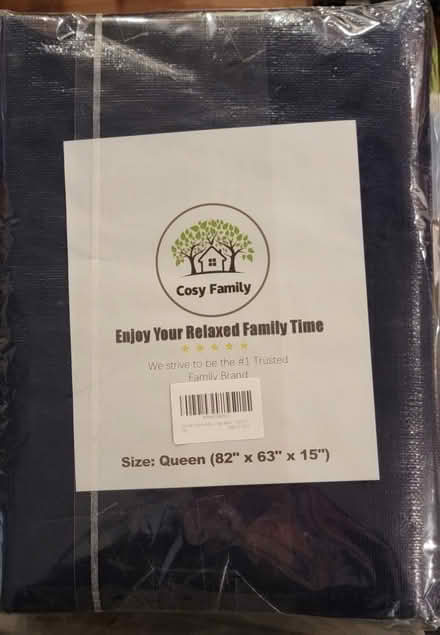 Cosy Family
Enjoy Your Relaxed Family Time
We strive to be the #1 Trusted
Family Brand
Size: Queen (82" x 63" x 15")